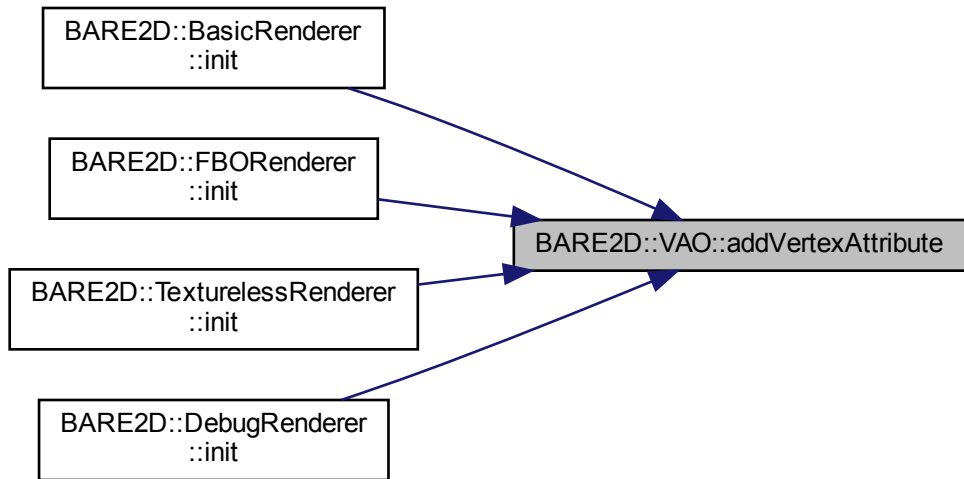 BARE2D::BasicRenderer
::init
BARE2D::FBORenderer
::init
BARE2D::VAO::addVertexAttribute
BARE2D::TexturelessRenderer
::init
BARE2D::DebugRenderer
::init